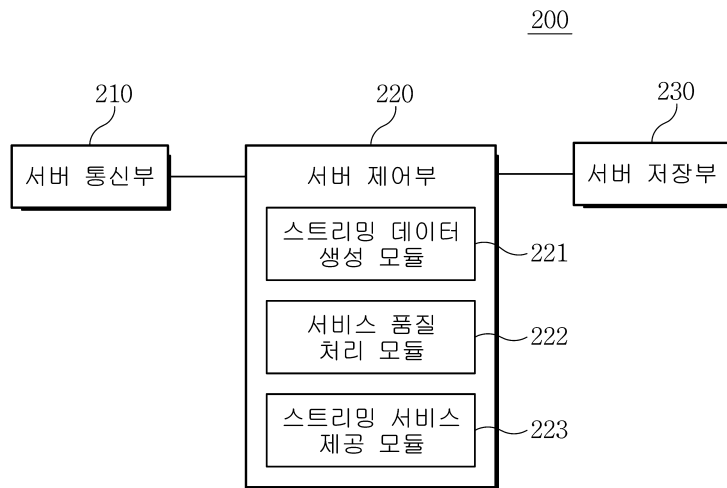 200
210
220
230
서버 통신부
서버 제어부
서버 저장부
스트리밍 데이터
생성 모듈
221
서비스 품질
처리 모듈
222
스트리밍 서비스
제공 모듈
223